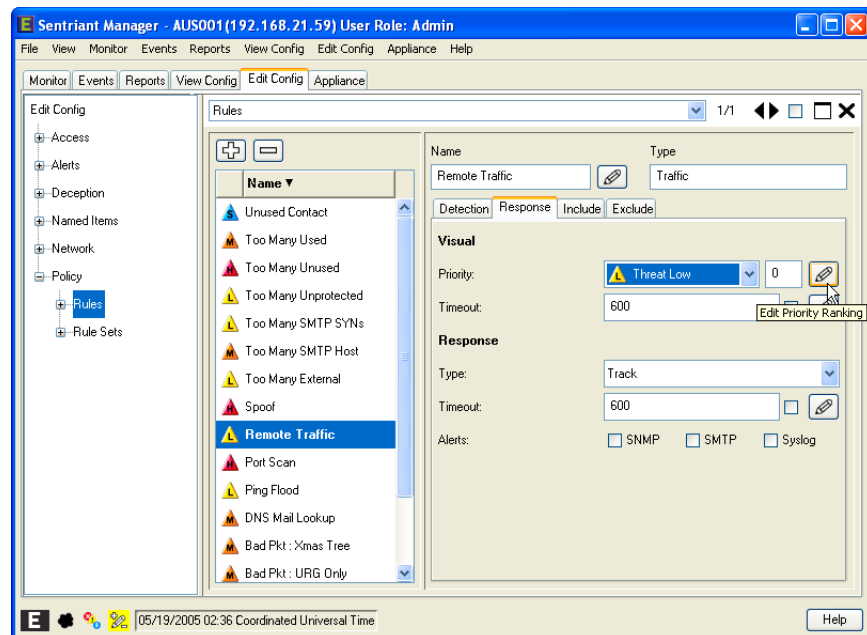 Sentriant Manager - AUS001(192.168.21.59) User Role: Admin
File View Monitor Events Reports View Config Edit Config Appliance Help
Monitor Events Reports View Config Edit Config Appliance
Edit Config
Access
Alerts
Deception
Named Items
Network
Policy
Rules
Rule Sets
Rules 1/1
Name ▼
Unused Contact
Too Many Used
Too Many Unused
Too Many Unprotected
Too Many SMTP SYNs
Too Many SMTP Host
Too Many External
Spoof
Remote Traffic
Port Scan
Ping Flood
DNS Mail Lookup
Bad Pkt : Xmas Tree
Bad Pkt : URG Only
Name Type
Remote Traffic Traffic
Detection Response Include Exclude
Visual
Priority: Threat Low 0
Timeout: 600
Edit Priority Ranking
Response
Type: Track
Timeout: 600
Alerts: SNMP SMTP Syslog
05/19/2005 02:36 Coordinated Universal Time
Help